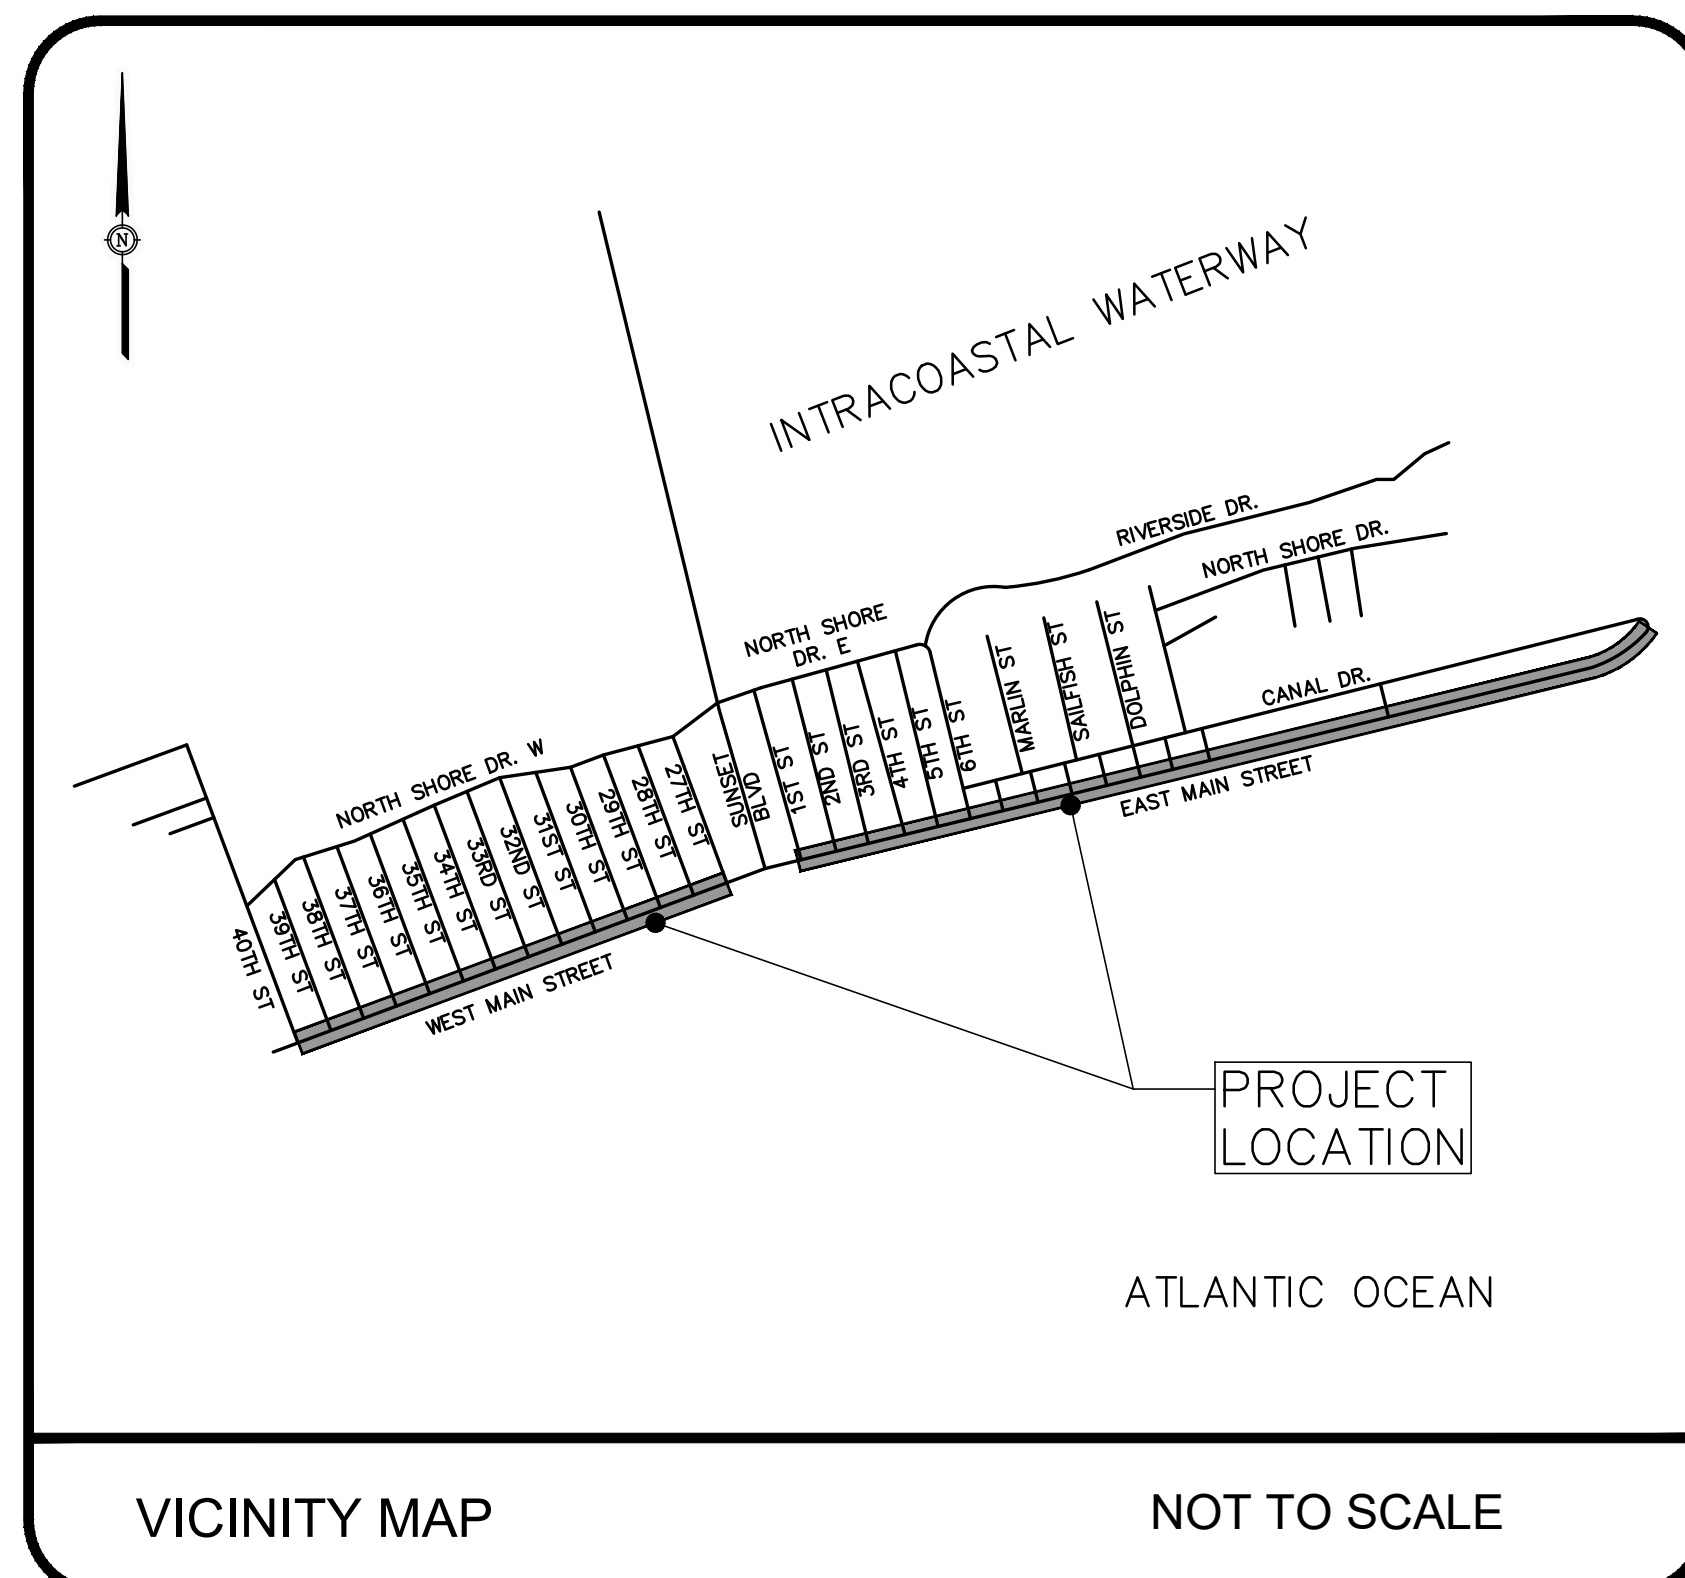 N
INTRACOASTAL WATERWAY
RIVERSIDE DR.
NORTH SHORE DR.
NORTH SHORE
DR. E
NORTH SHORE DR. W
CANAL DR.
40TH ST
39TH ST
38TH ST
37TH ST
36TH ST
35TH ST
34TH ST
33RD ST
32ND ST
31ST ST
30TH ST
29TH ST
28TH ST
27TH ST
SUNSET
BLVD
1ST ST
2ND ST
3RD ST
4TH ST
5TH ST
6TH ST
MARLIN ST
SAILFISH ST
DOLPHIN ST
EAST MAIN STREET
WEST MAIN STREET
PROJECT
LOCATION
ATLANTIC OCEAN
VICINITY MAP
NOT TO SCALE